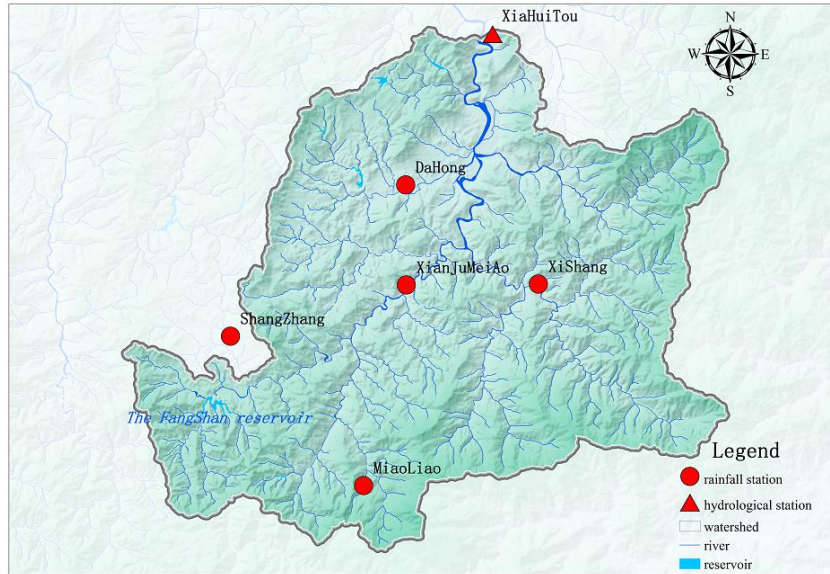 XiaHuiTou
N
W E
S
DaHong
XianJuMeiAo
XiShang
ShangZhang
The FangShan reservoir
MiaoLiao
Legend
rainfall station
hydrological station
watershed
river
reservoir